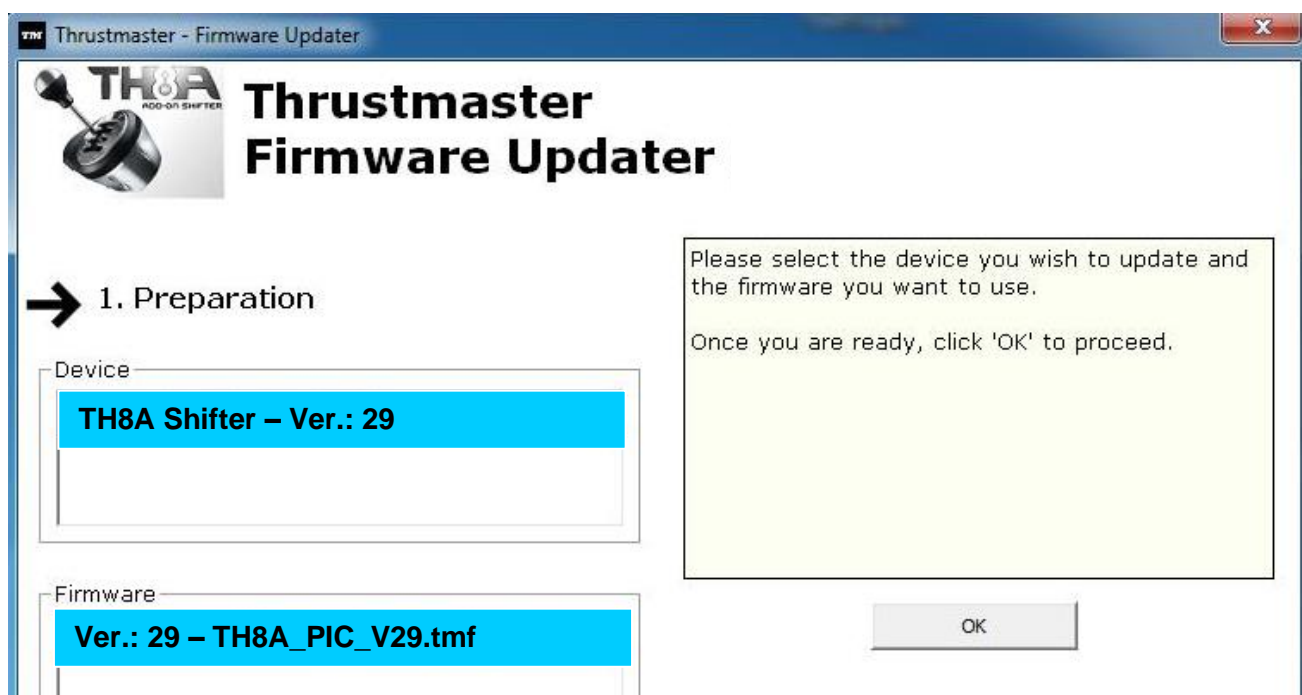 Thrustmaster - Firmware Updater
TH8A
ADD-ON SHIFTER
Thrustmaster
Firmware Updater
1. Preparation
Please select the device you wish to update and
the firmware you want to use.
Once you are ready, click 'OK' to proceed.
Device
TH8A Shifter – Ver.: 29
Firmware
Ver.: 29 – TH8A_PIC_V29.tmf
OK